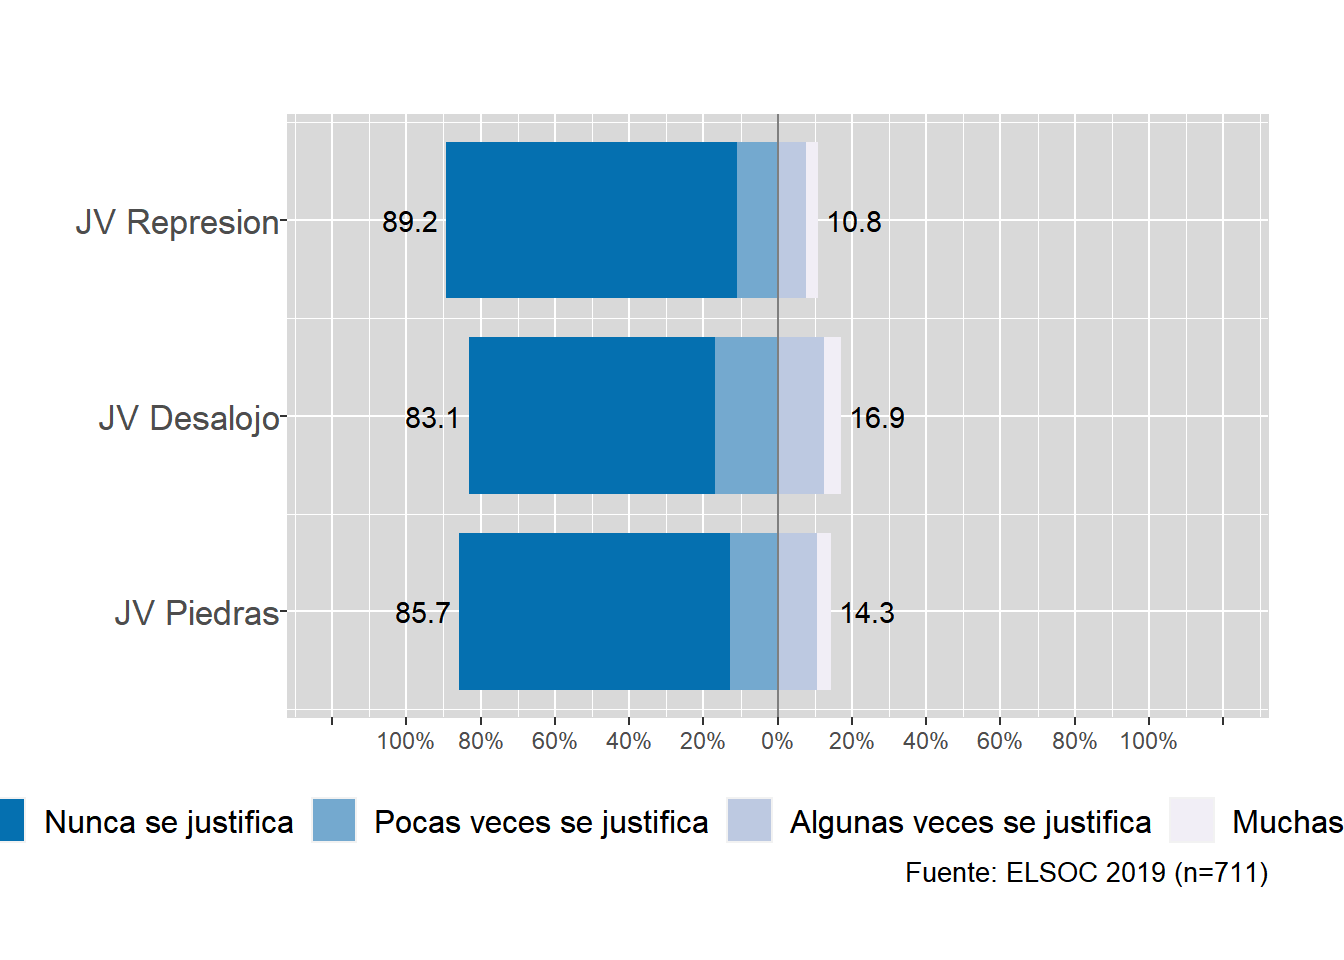 JV Represion
89.2
10.8
JV Desalojo
83.1
16.9
JV Piedras
85.7
14.3
100% 80% 60% 40% 20% 0% 20% 40% 60% 80% 100%
Nunca se justifica Pocas veces se justifica Algunas veces se justifica Muchas
Fuente: ELSOC 2019 (n=711)